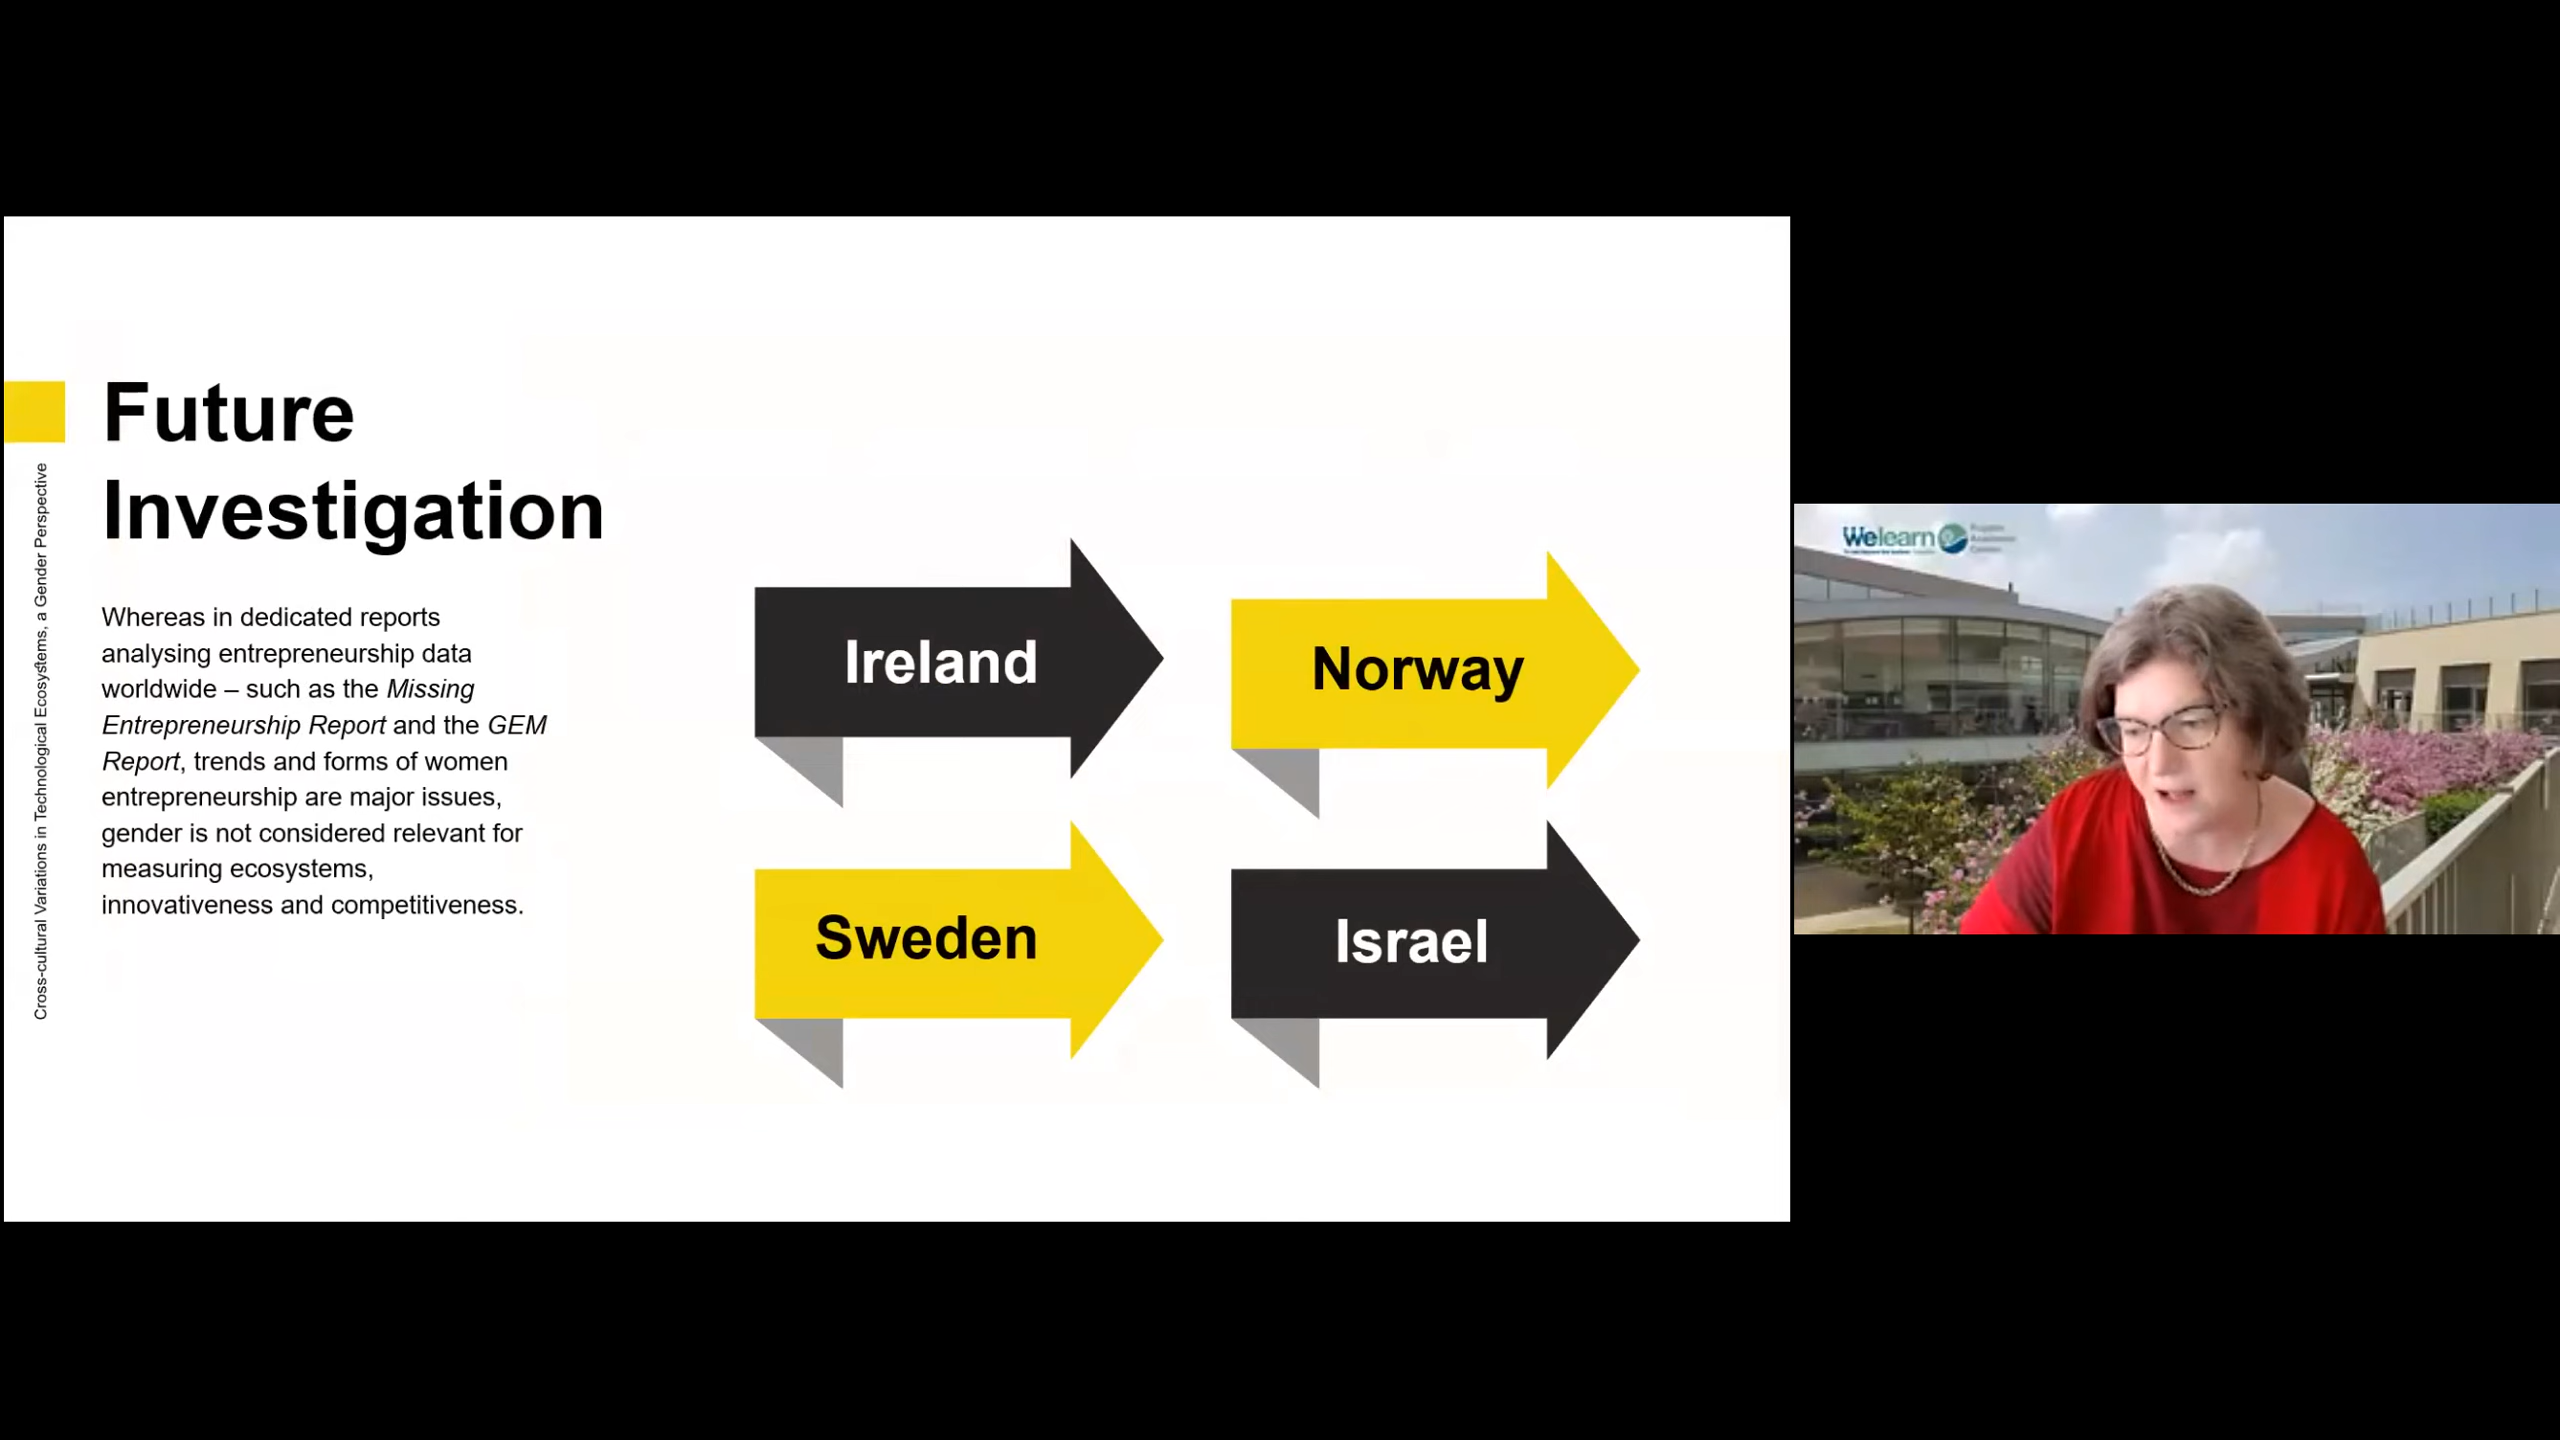 Future
Investigation
Cross-cultural Variations in Technological Ecosystems, a Gender Perspective
Whereas in dedicated reports
analysing entrepreneurship data
worldwide – such as the Missing
Entrepreneurship Report and the GEM
Report, trends and forms of women
entrepreneurship are major issues,
gender is not considered relevant for
measuring ecosystems,
innovativeness and competitiveness.
Ireland
Norway
Sweden
Israel
Welearn